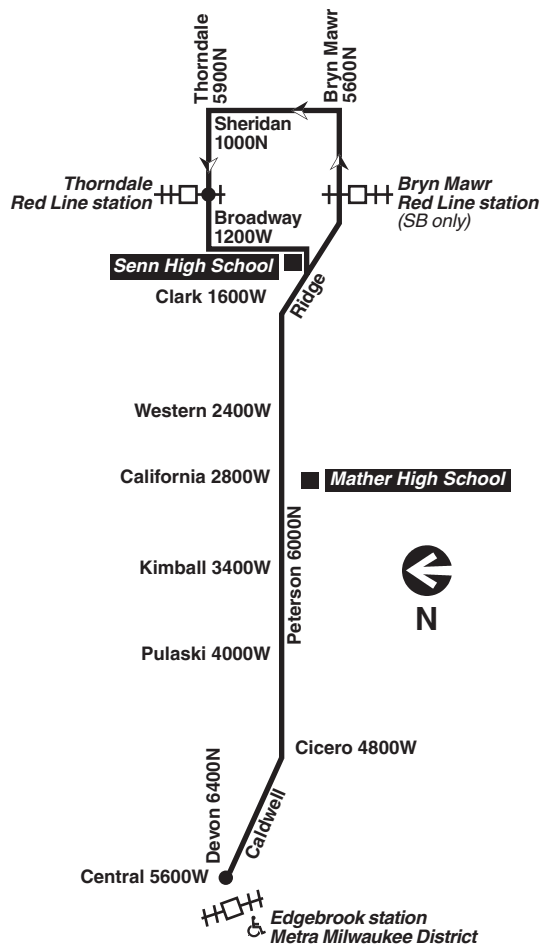 Thorndale
5900N
Bryn Mawr
5600N
Sheridan
1000N
Thorndale
Red Line station
Bryn Mawr
Red Line station
(SB only)
Broadway
1200W
Senn High School
Clark 1600W
Ridge
Western 2400W
California 2800W
Mather High School
Peterson 6000N
Kimball 3400W
N
Pulaski 4000W
Cicero 4800W
Devon 6400N
Caldwell
Central 5600W
Edgebrook station
Metra Milwaukee District